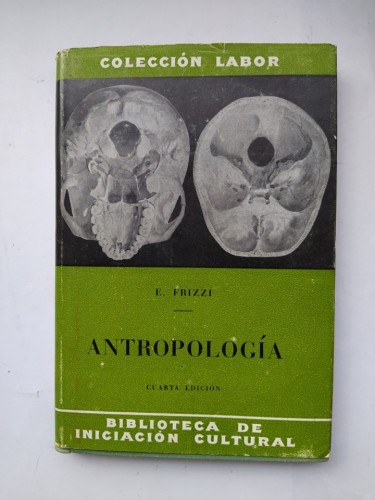 COLECCIÓN LABOR
E. FRIZZI
ANTROPOLOGÍA
CUARTA EDICIÓN
BIBLIOTECA DE
INICIACIÓN CULTURAL